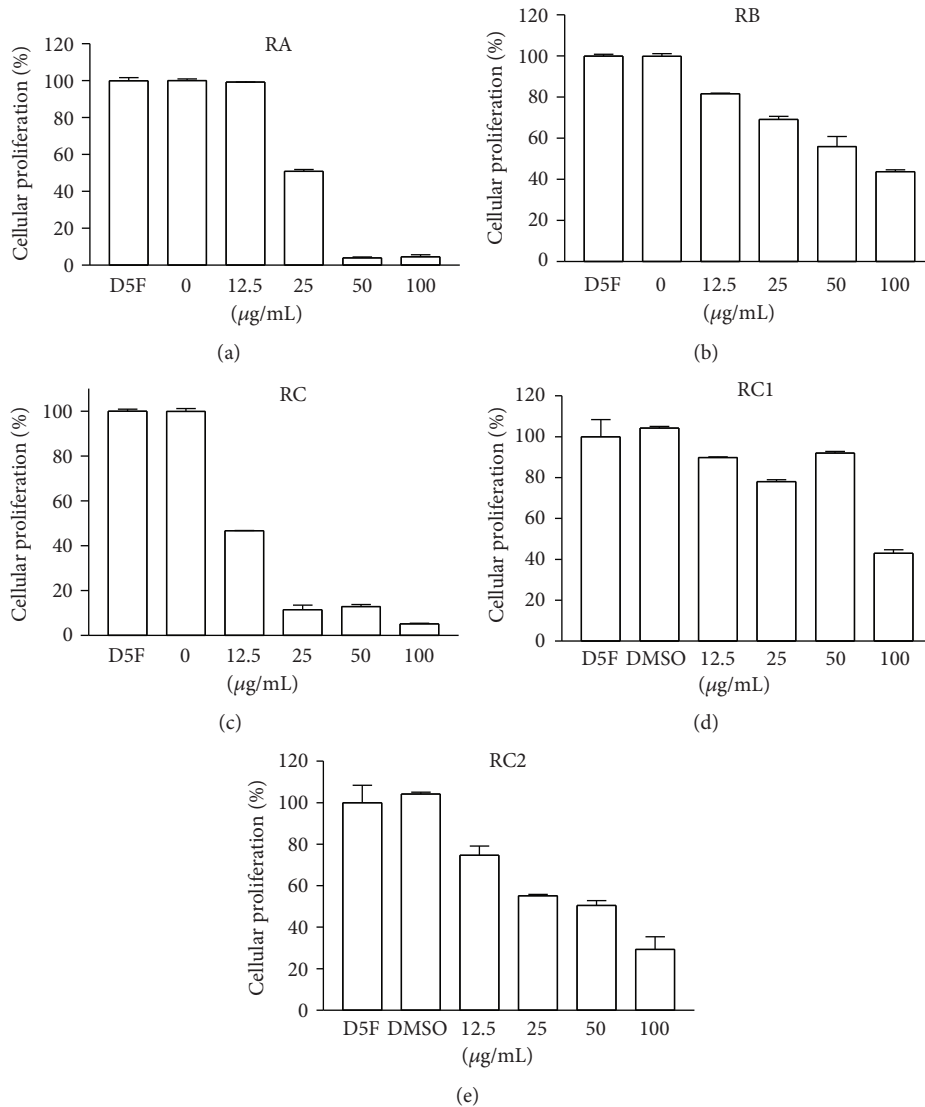 RA
Cellular proliferation (%)
120
100
80
60
40
20
0
D5F 0 12.5 25 50 100
(μg/mL)
(a)
RB
Cellular proliferation (%)
120
100
80
60
40
20
0
D5F 0 12.5 25 50 100
(μg/mL)
(b)
RC
Cellular proliferation (%)
100
80
60
40
20
0
D5F 0 12.5 25 50 100
(μg/mL)
(c)
RC1
Cellular proliferation (%)
120
100
80
60
40
20
0
D5F DMSO 12.5 25 50 100
(μg/mL)
(d)
RC2
Cellular proliferation (%)
120
100
80
60
40
20
0
D5F DMSO 12.5 25 50 100
(μg/mL)
(e)